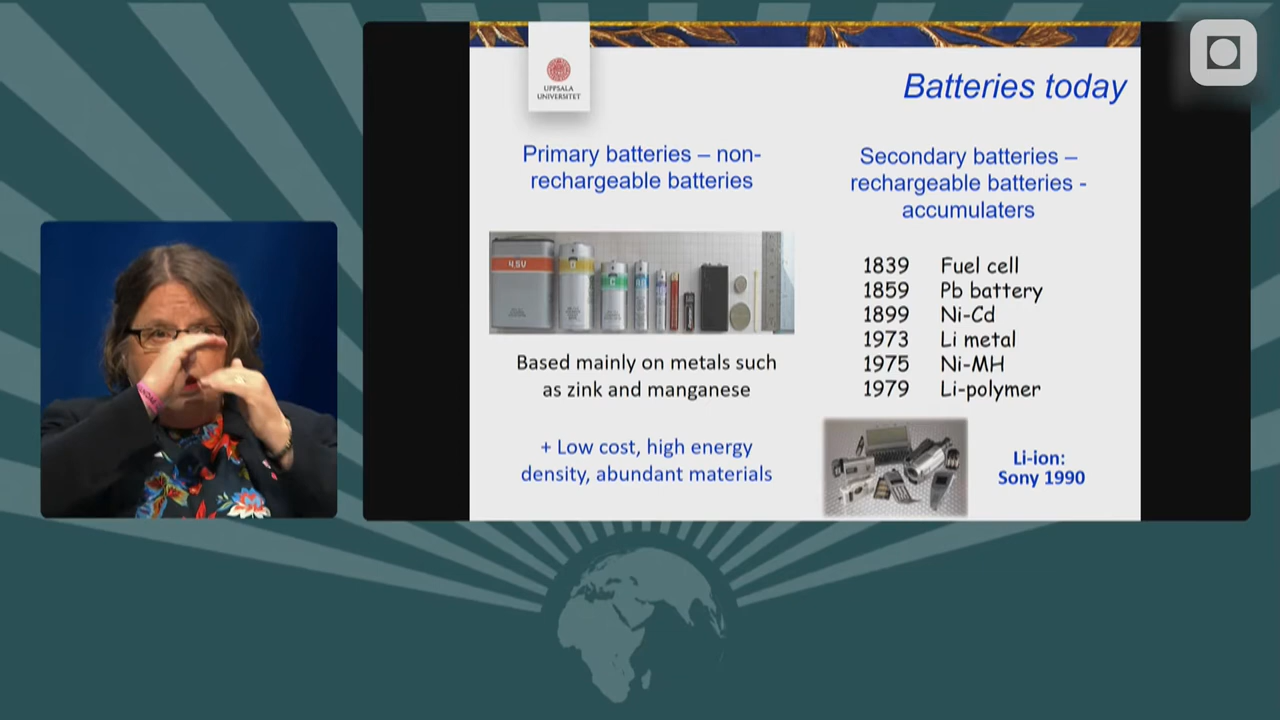 UPPSALA
UNIVERSITET
Batteries today
Primary batteries – non-
rechargeable batteries
Secondary batteries –
rechargeable batteries -
accumulaters
4,5V
D
C
1839 Fuel cell
1859 Pb battery
1899 Ni-Cd
1973 Li metal
1975 Ni-MH
1979 Li-polymer
Based mainly on metals such
as zink and manganese
+ Low cost, high energy
density, abundant materials
Li-ion:
Sony 1990